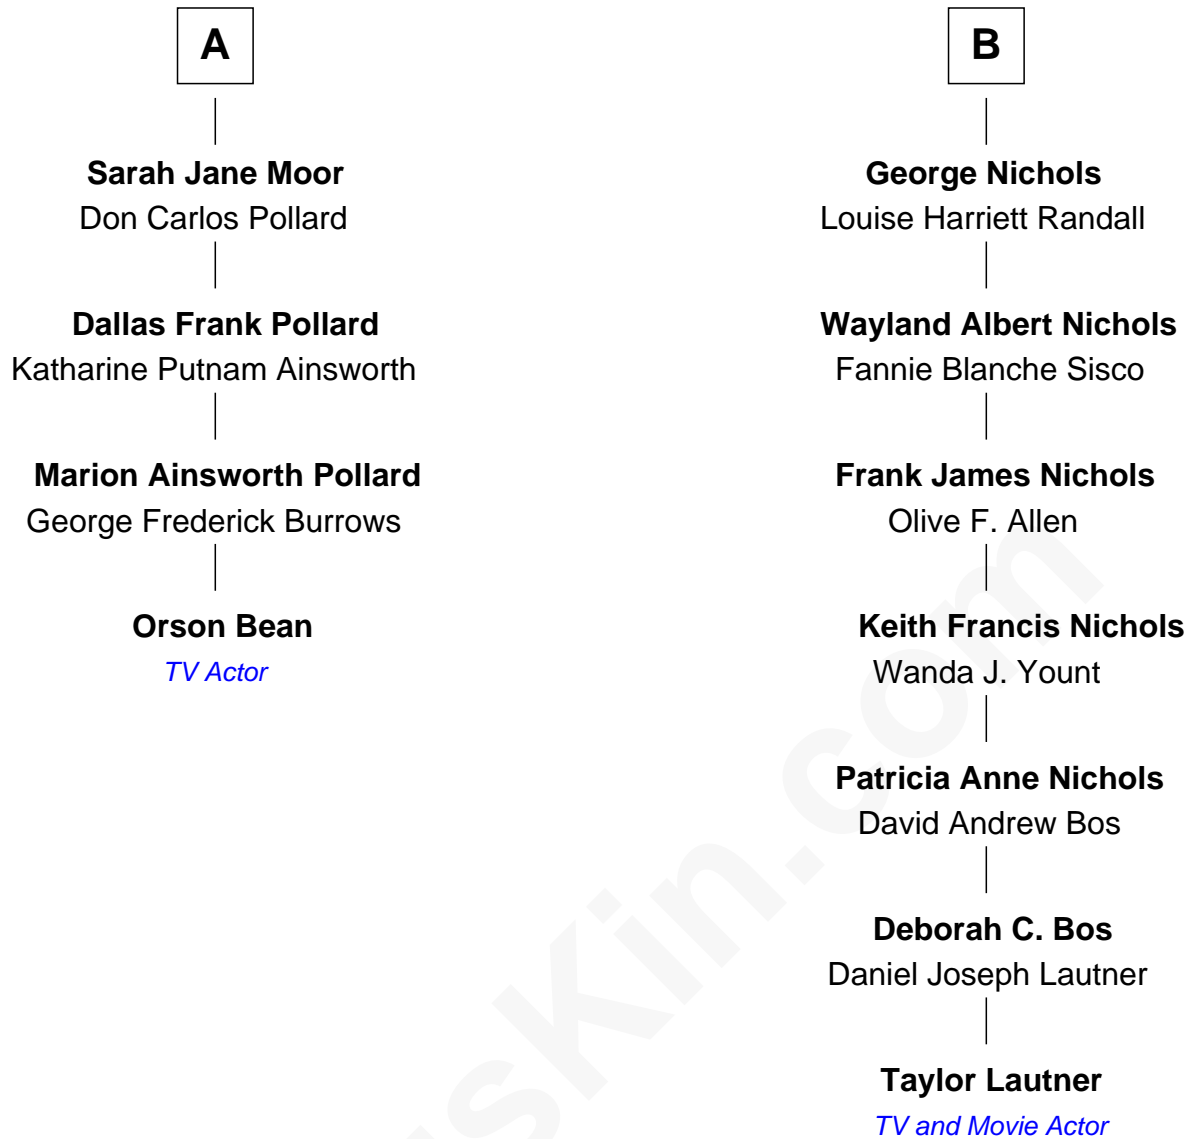 A
Sarah Jane Moor
Don Carlos Pollard
Dallas Frank Pollard
Katharine Putnam Ainsworth
Marion Ainsworth Pollard
George Frederick Burrows
Orson Bean
TV Actor
B
George Nichols
Louise Harriett Randall
Wayland Albert Nichols
Fannie Blanche Sisco
Frank James Nichols
Olive F. Allen
Keith Francis Nichols
Wanda J. Yount
Patricia Anne Nichols
David Andrew Bos
Deborah C. Bos
Daniel Joseph Lautner
Taylor Lautner
TV and Movie Actor
sKin.com